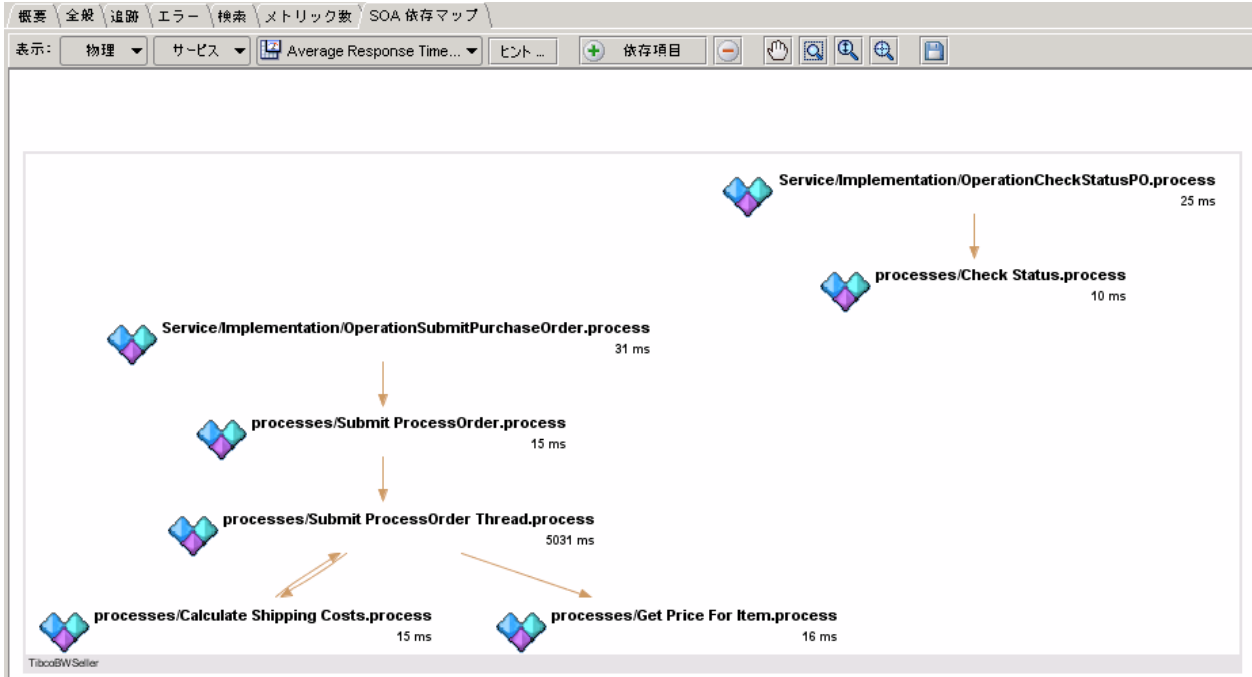 概要 全般 追跡 エラー 検索 メトリック数 SOA 依存マップ
表示: 物理 サービス Average Response Time... ヒント ... 依存項目
Service/Implementation/OperationCheckStatusPO.process
25 ms
processes/Check Status.process
10 ms
Service/Implementation/OperationSubmitPurchaseOrder.process
31 ms
processes/Submit ProcessOrder.process
15 ms
processes/Submit ProcessOrder Thread.process
5031 ms
processes/Calculate Shipping Costs.process
15 ms
processes/Get Price For Item.process
16 ms
TibcoBWSeller